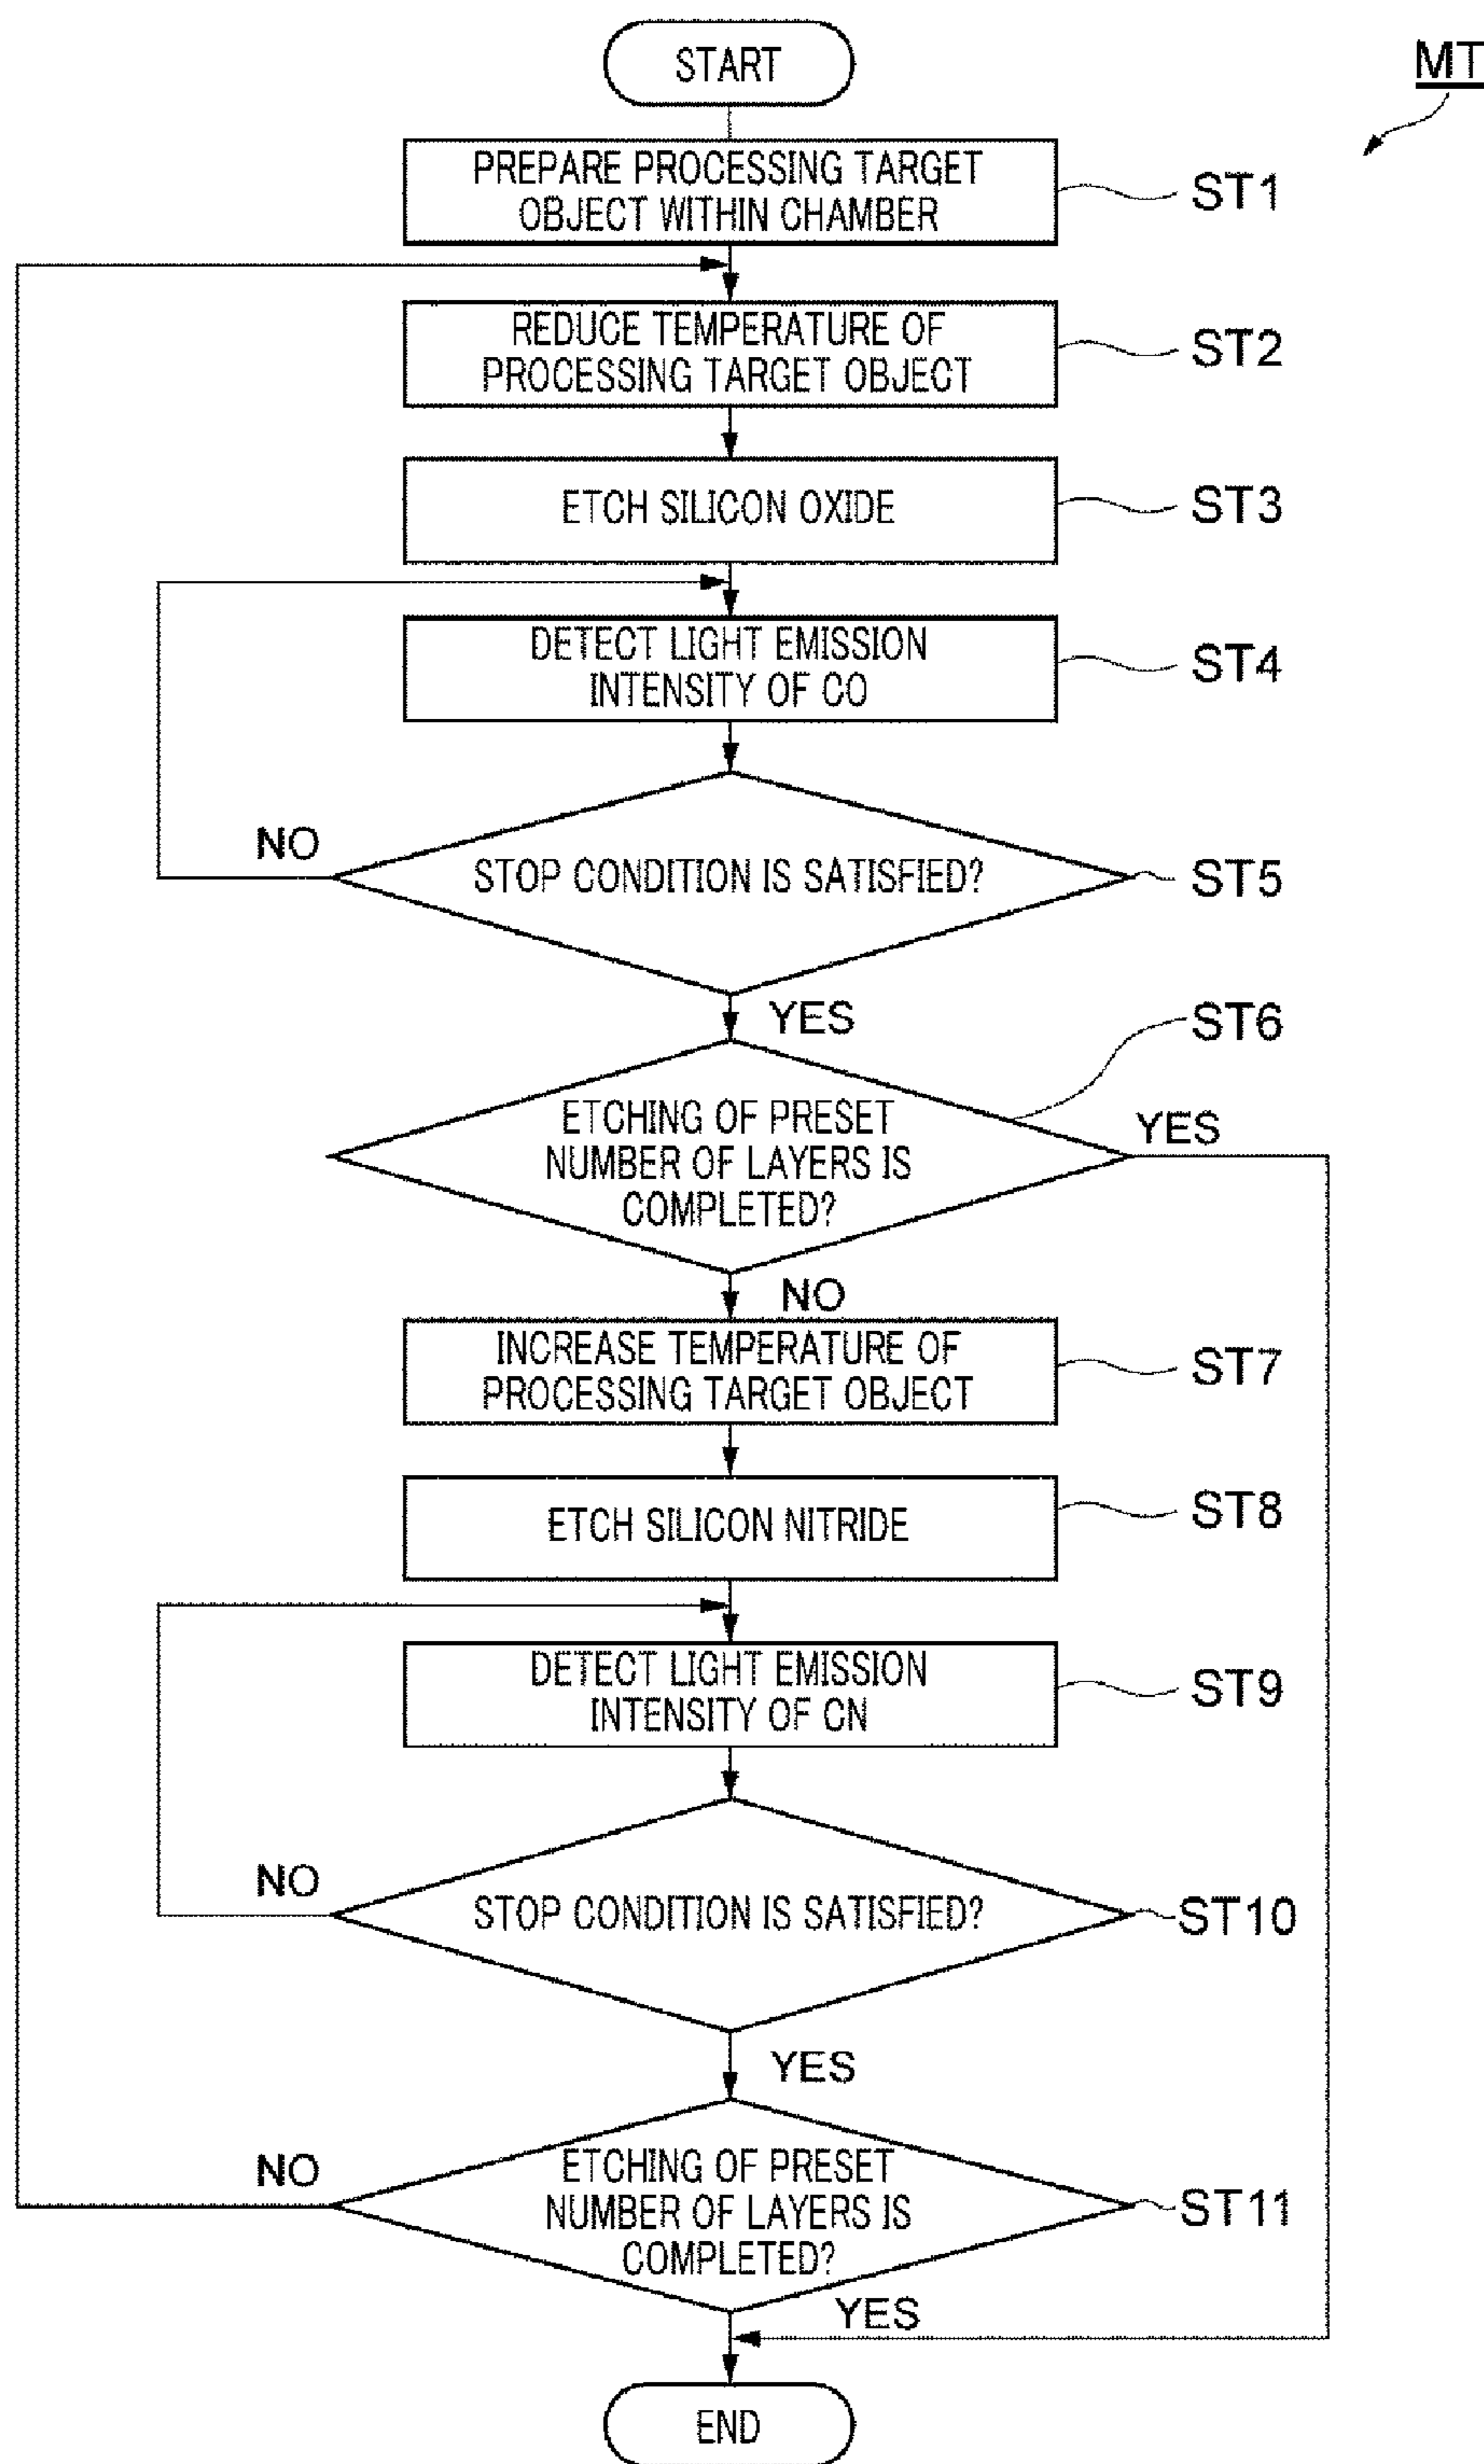 START
MT
PREPARE PROCESSING TARGET
OBJECT WITHIN CHAMBER
ST1
REDUCE TEMPERATURE OF
PROCESSING TARGET OBJECT
ST2
ETCH SILICON OXIDE
ST3
DETECT LIGHT EMISSION
INTENSITY OF CO
ST4
NO
STOP CONDITION IS SATISFIED?
ST5
YES
ST6
ETCHING OF PRESET
NUMBER OF LAYERS IS
COMPLETED?
YES
NO
INCREASE TEMPERATURE OF
PROCESSING TARGET OBJECT
ST7
ETCH SILICON NITRIDE
ST8
DETECT LIGHT EMISSION
INTENSITY OF CN
ST9
NO
STOP CONDITION IS SATISFIED?
ST10
YES
NO
ETCHING OF PRESET
NUMBER OF LAYERS IS
COMPLETED?
ST11
YES
END